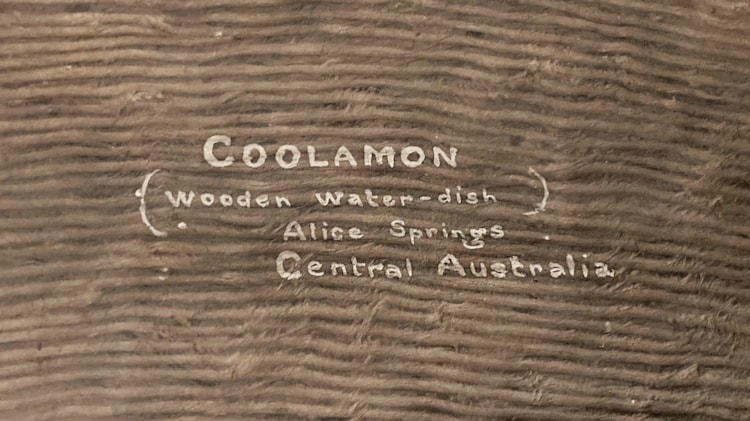 COOLAMON
(Wooden Water-dish)
Alice Springs
Central Australia